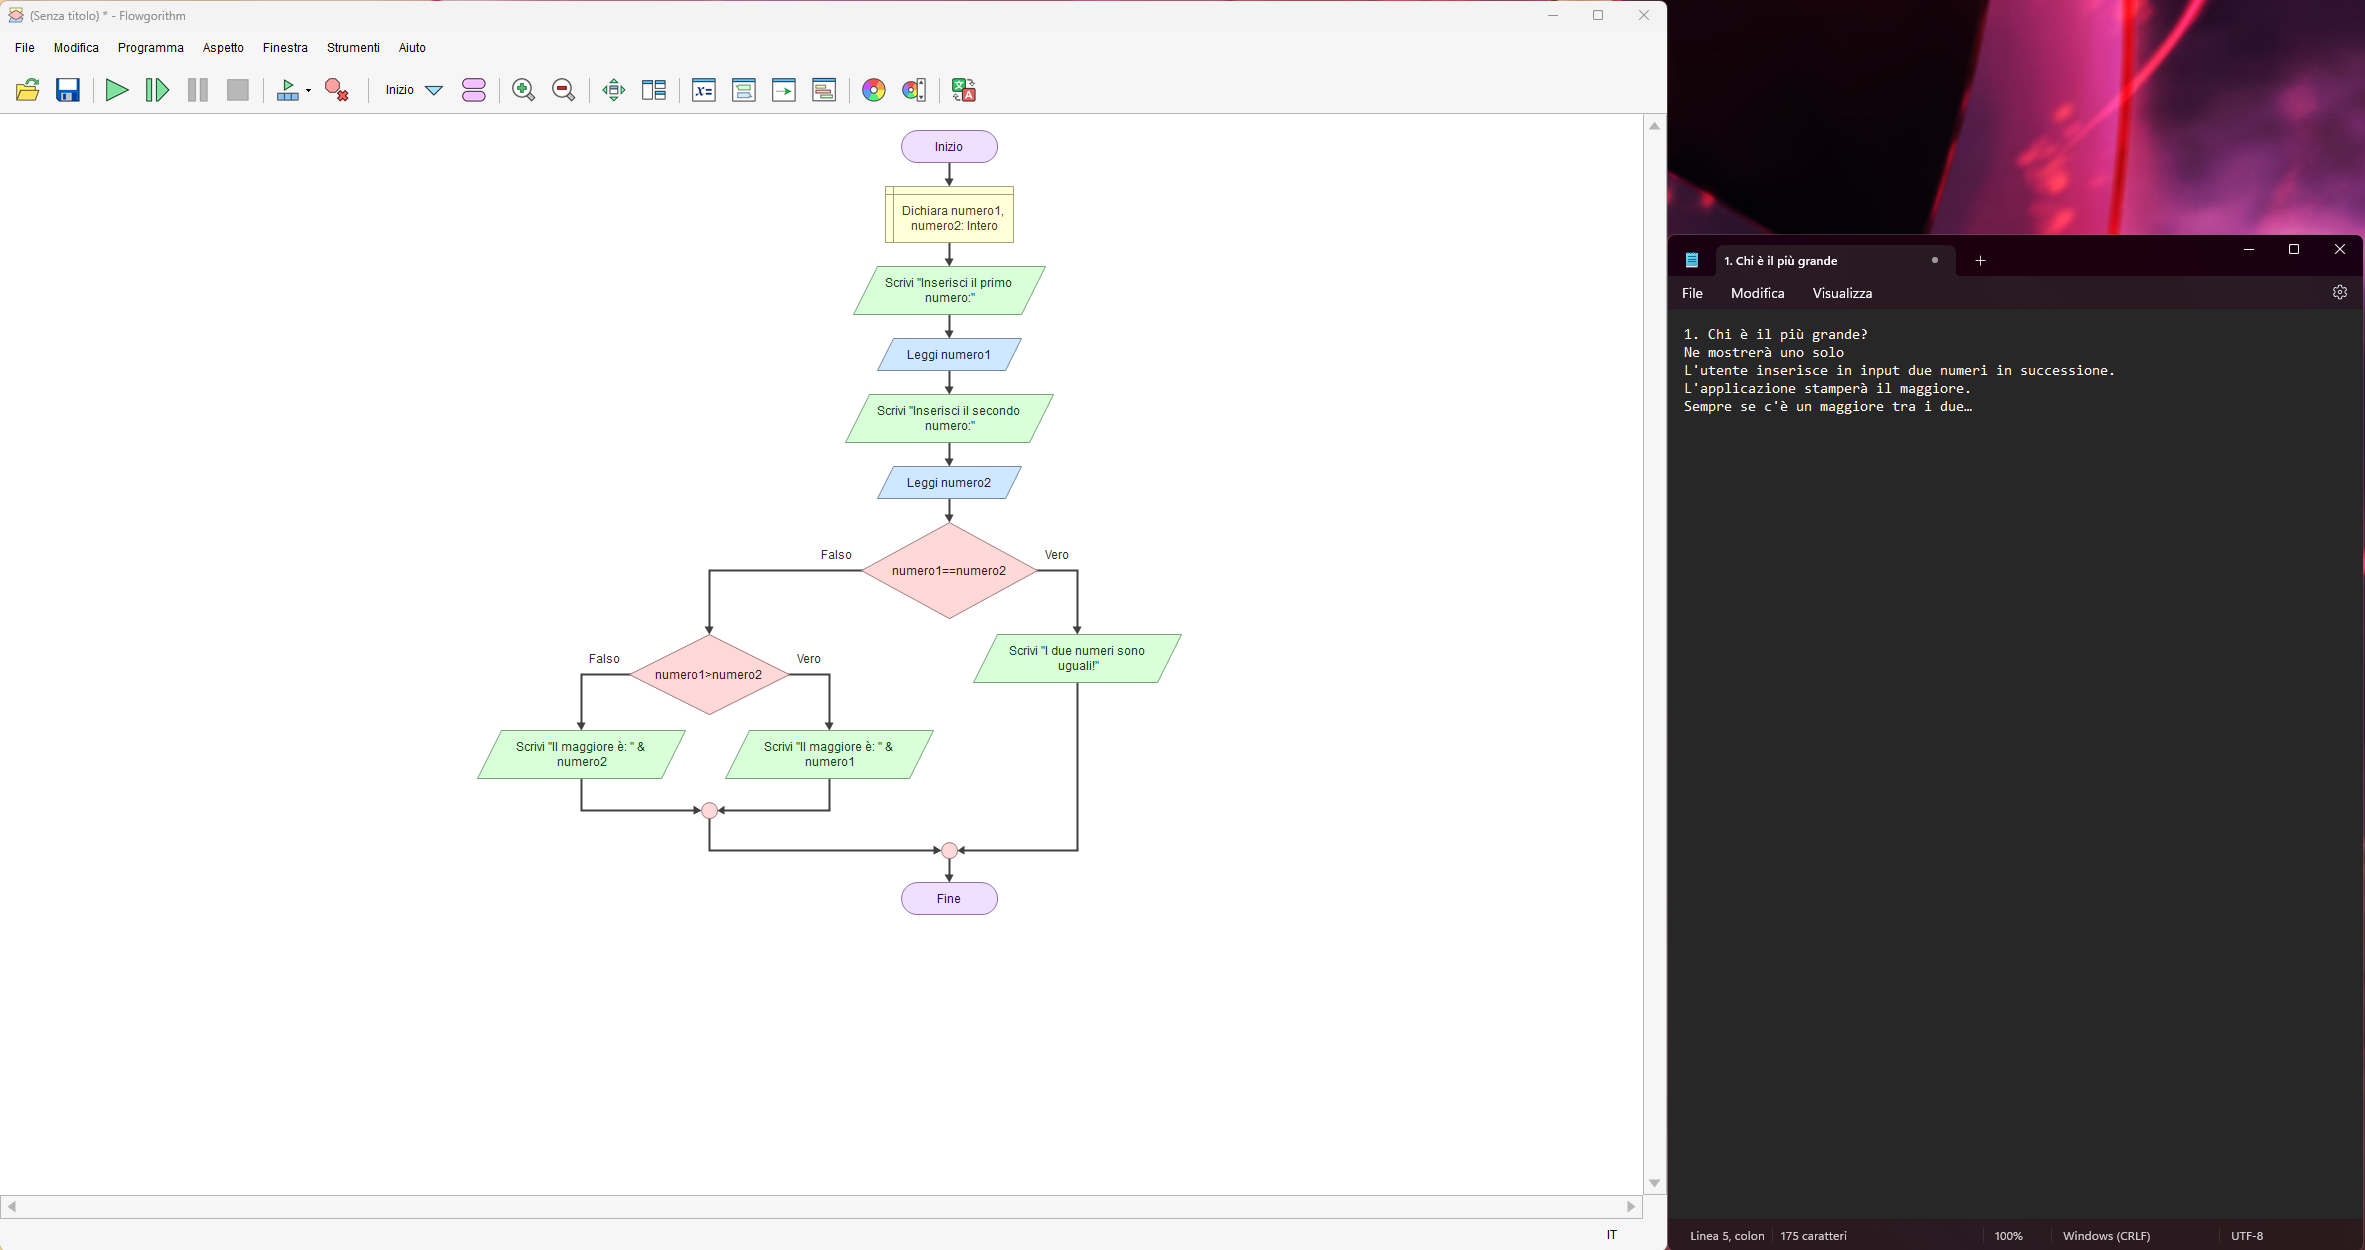 (Senza titolo) * - Flowgorithm
File Modifica Programma Aspetto Finestra Strumenti Aiuto
Inizio
Inizio
Dichiara numero1,
numero2: Intero
Scrivi "Inserisci il primo
numero:"
Leggi numero1
Scrivi "Inserisci il secondo
numero:"
Leggi numero2
Falso
numero1==numero2
Vero
Falso
numero1>numero2
Vero
Scrivi "I due numeri sono
uguali!"
Scrivi "Il maggiore è: " &
numero2
Scrivi "Il maggiore è: " &
numero1
Fine
IT
1. Chi è il più grande
File Modifica Visualizza
1. Chi è il più grande?
Ne mostrerà uno solo
L'utente inserisce in input due numeri in successione.
L'applicazione stamperà il maggiore.
Sempre se c'è un maggiore tra i due…
Linea 5, colon 175 caratteri 100% Windows (CRLF) UTF-8